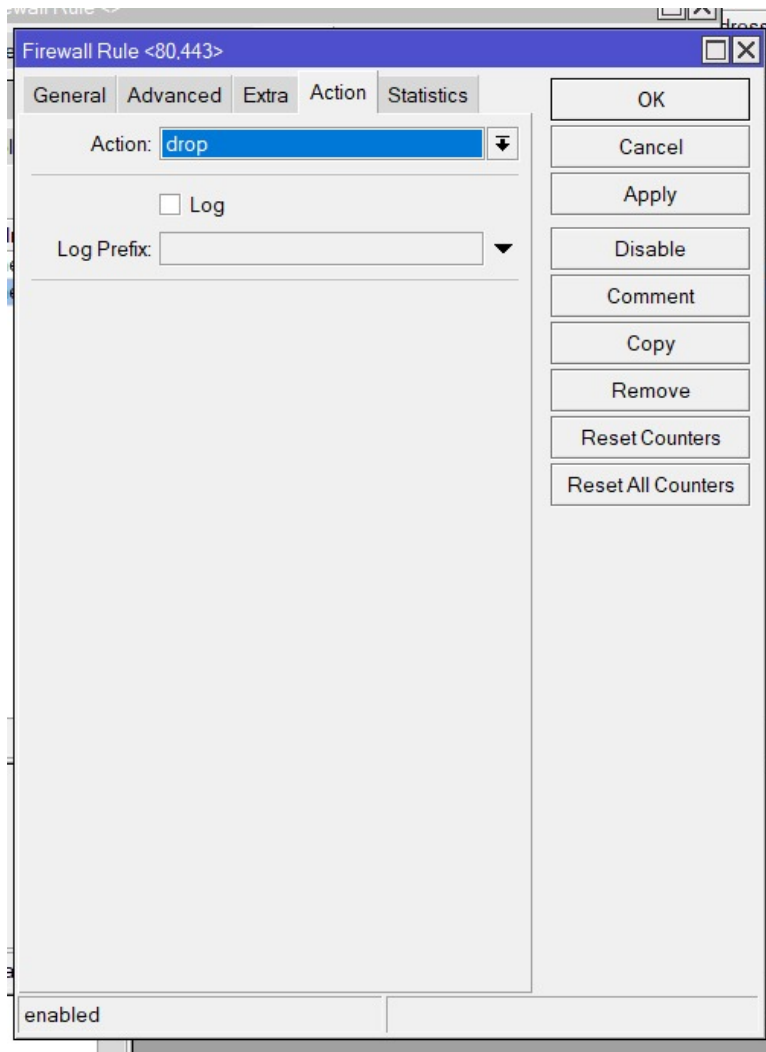 Firewall Rule <80,443>
General Advanced Extra Action Statistics
Action: drop
Log
Log Prefix:
OK
Cancel
Apply
Disable
Comment
Copy
Remove
Reset Counters
Reset All Counters
enabled